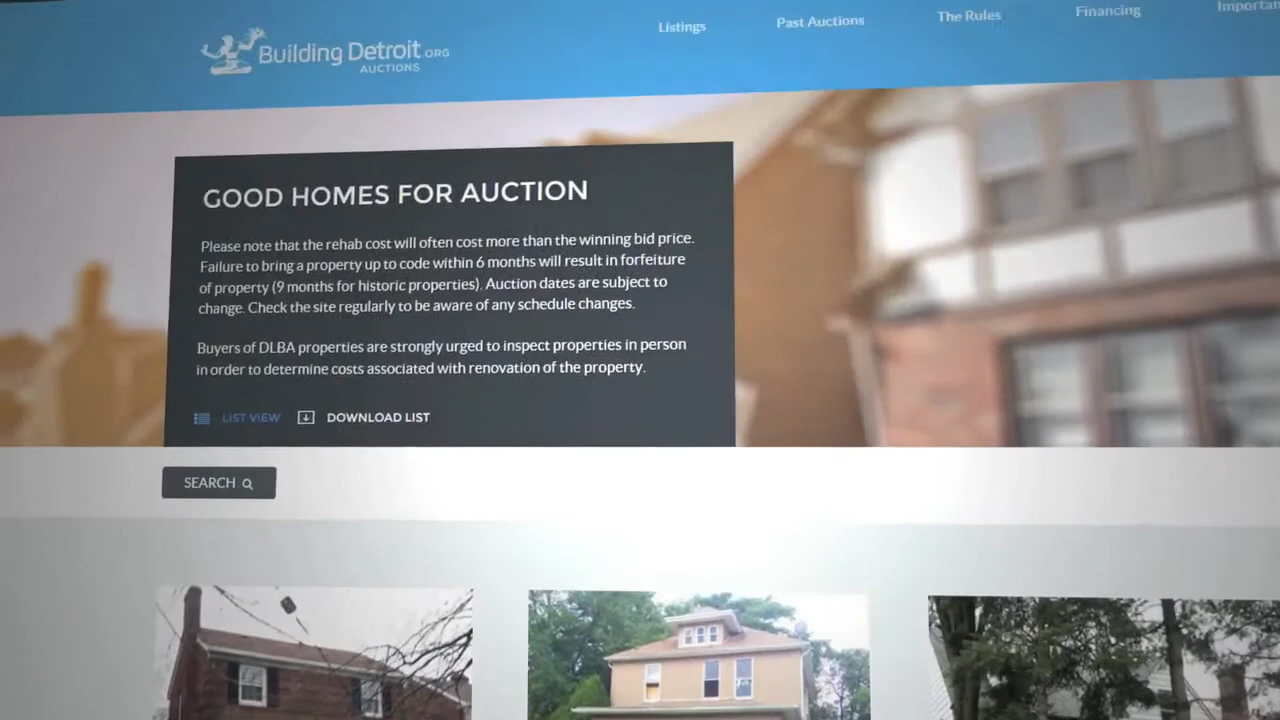 Building Detroit.ORG
AUCTIONS
Listings
Past Auctions
The Rules
Financing
GOOD HOMES FOR AUCTION
Please note that the rehab cost will often cost more than the winning bid price.
Failure to bring a property up to code within 6 months will result in forfeiture
of property (9 months for historic properties). Auction dates are subject to
change. Check the site regularly to be aware of any schedule changes.
Buyers of DLBA properties are strongly urged to inspect properties in person
in order to determine costs associated with renovation of the property.
LIST VIEW
DOWNLOAD LIST
SEARCH